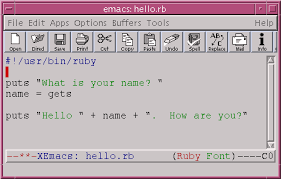 emacs: hello.rb
File Edit Apps Options Buffers Tools Help
Open Dired Save Print Cut Copy Paste Undo Spell Replace Mail Info
#!/usr/bin/ruby
puts "What is your name? "
name = gets
puts "Hello " + name + ".  How are you?"
--**-XEmacs: hello.rb (Ruby Font)----C0